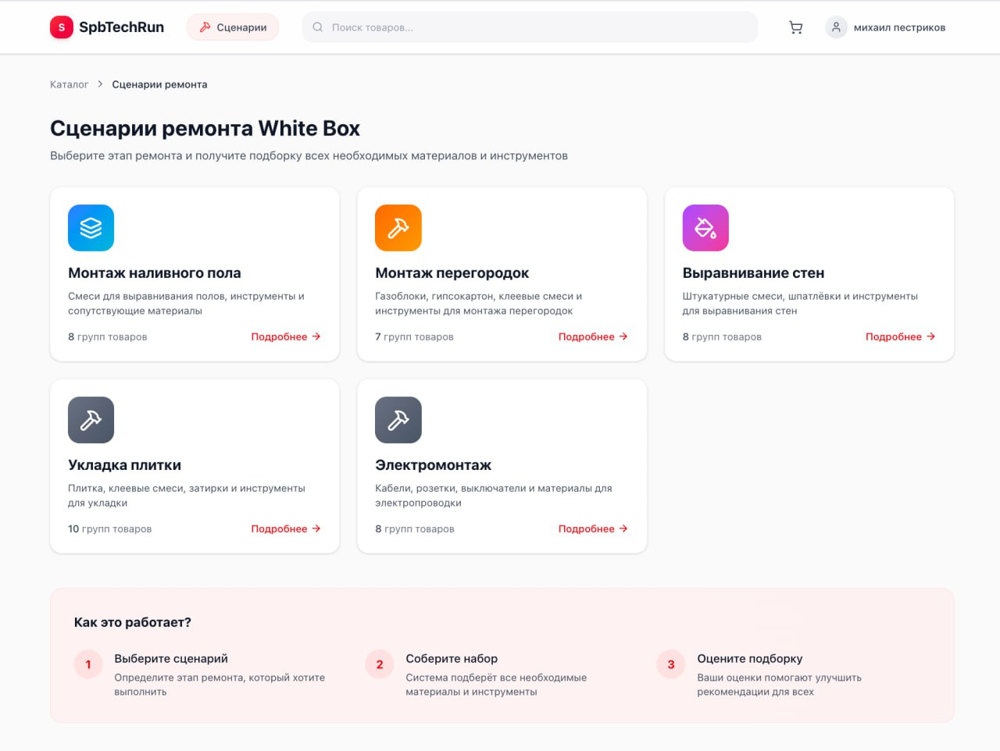 S SpbTechRun Сценарии Поиск товаров... михаил пестриков
Каталог Сценарии ремонта
Сценарии ремонта White Box
Выберите этап ремонта и получите подборку всех необходимых материалов и инструментов
Монтаж наливного пола
Смеси для выравнивания полов, инструменты и
сопутствующие материалы
8 групп товаров Подробнее →
Монтаж перегородок
Газоблоки, гипсокартон, клеевые смеси и
инструменты для монтажа перегородок
7 групп товаров Подробнее →
Выравнивание стен
Штукатурные смеси, шпатлёвки и инструменты
для выравнивания стен
8 групп товаров Подробнее →
Укладка плитки
Плитка, клеевые смеси, затирки и инструменты
для укладки
10 групп товаров Подробнее →
Электромонтаж
Кабели, розетки, выключатели и материалы для
электропроводки
8 групп товаров Подробнее →
Как это работает?
1 Выберите сценарий
Определите этап ремонта, который хотите
выполнить
2 Соберите набор
Система подберёт все необходимые
материалы и инструменты
3 Оцените подборку
Ваши оценки помогают улучшить
рекомендации для всех